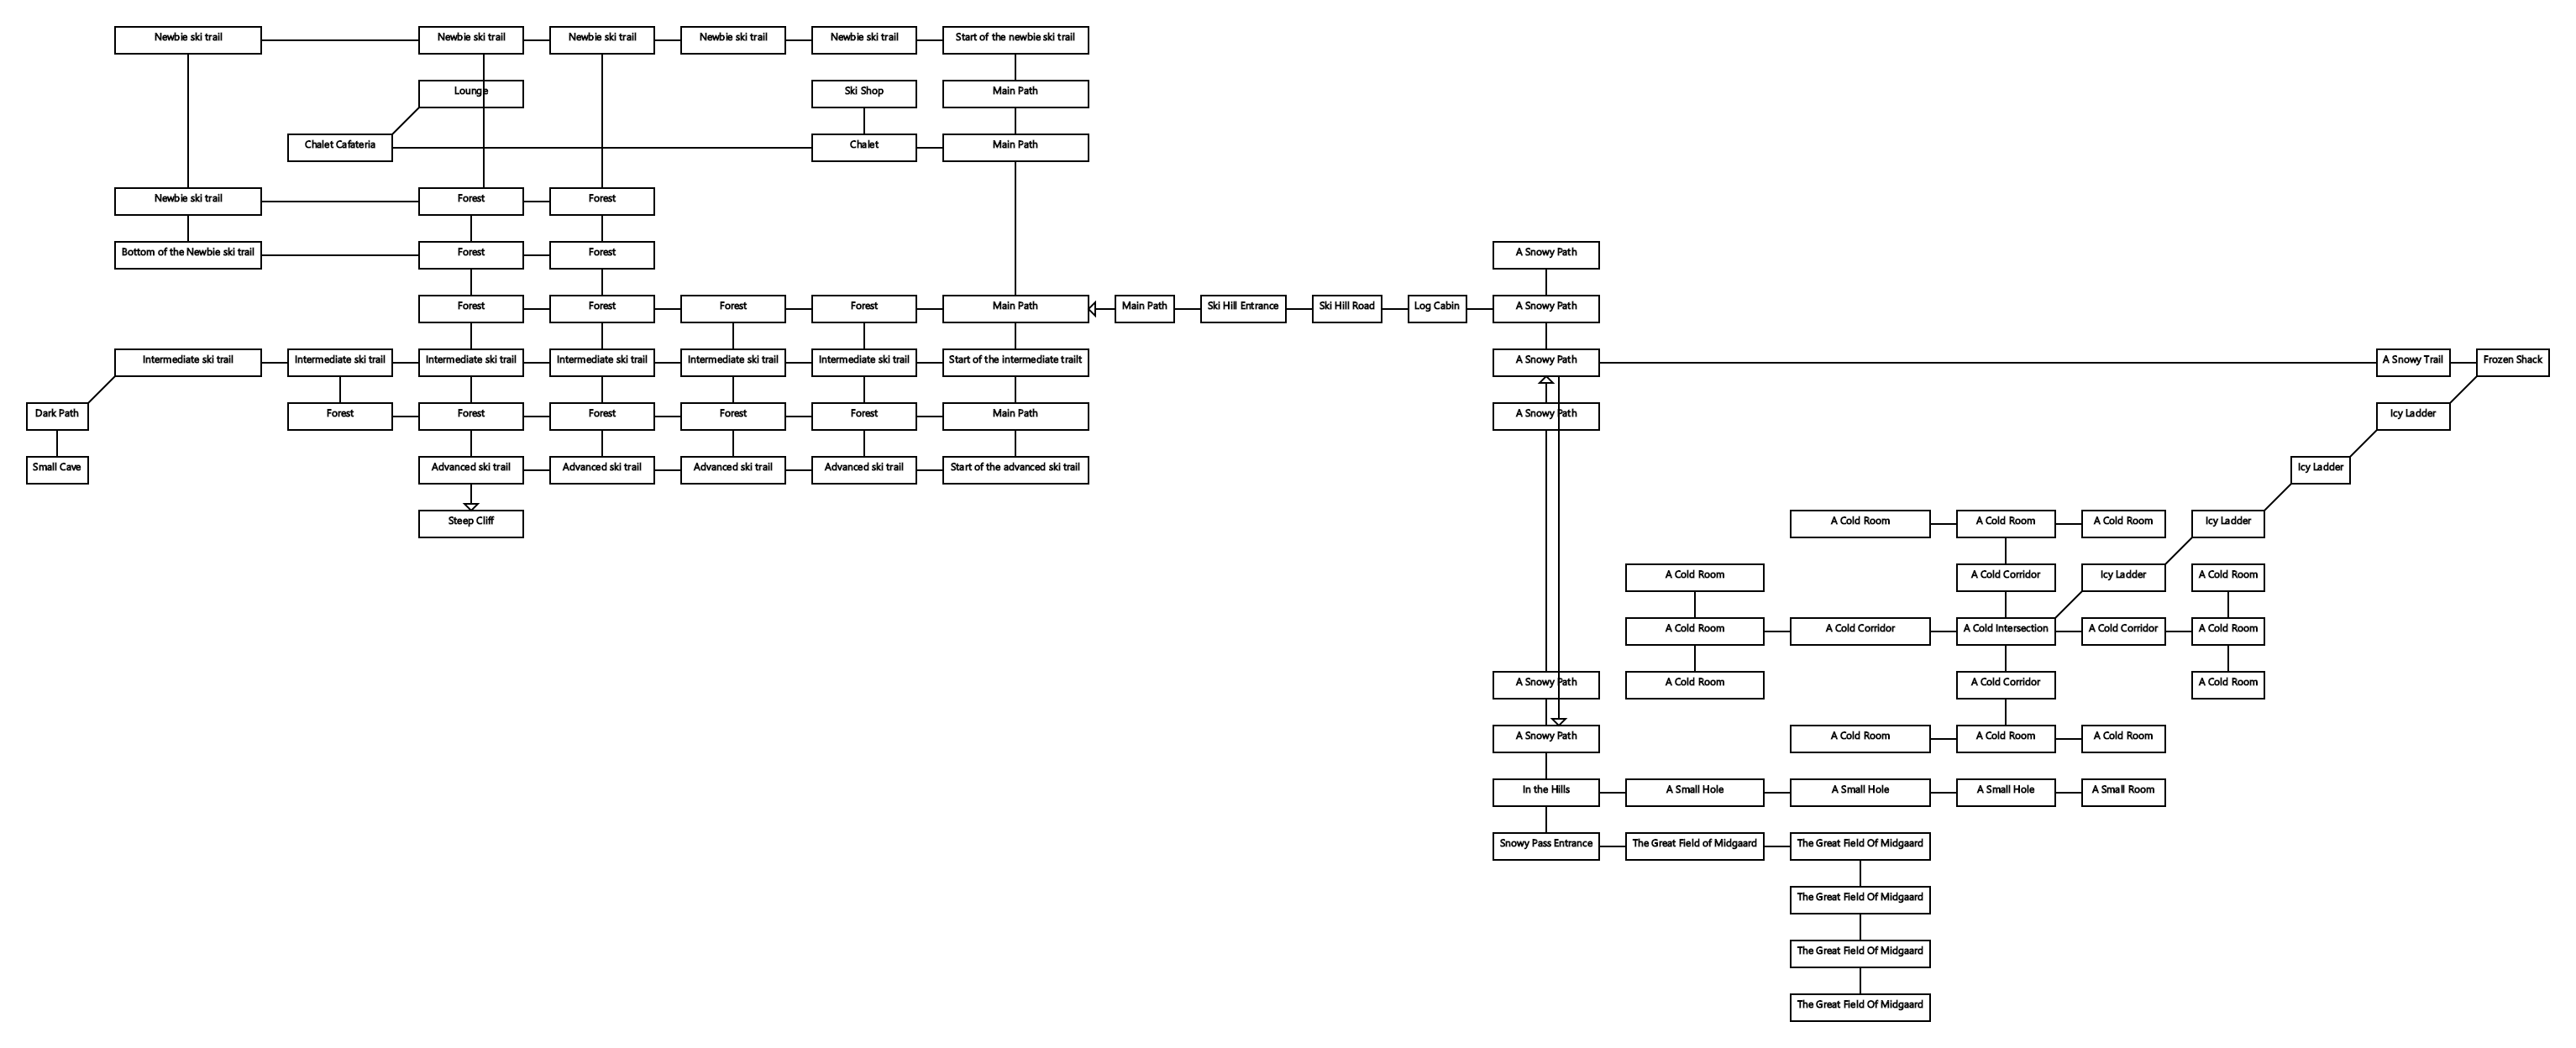 Newbie ski trail
Newbie ski trail
Newbie ski trail
Newbie ski trail
Newbie ski trail
Start of the newbie ski trail
Lounge
Ski Shop
Main Path
Chalet Cafateria
Chalet
Main Path
Newbie ski trail
Forest
Forest
Bottom of the Newbie ski trail
Forest
Forest
A Snowy Path
Forest
Forest
Forest
Forest
Main Path
Main Path
Ski Hill Entrance
Ski Hill Road
Log Cabin
A Snowy Path
Intermediate ski trail
Intermediate ski trail
Intermediate ski trail
Intermediate ski trail
Intermediate ski trail
Intermediate ski trail
Start of the intermediate trailt
A Snowy Path
A Snowy Trail
Frozen Shack
Dark Path
Forest
Forest
Forest
Forest
Forest
Main Path
A Snowy Path
Icy Ladder
Small Cave
Advanced ski trail
Advanced ski trail
Advanced ski trail
Advanced ski trail
Start of the advanced ski trail
Icy Ladder
Steep Cliff
A Cold Room
A Cold Room
A Cold Room
Icy Ladder
A Cold Room
A Cold Corridor
Icy Ladder
A Cold Room
A Cold Room
A Cold Corridor
A Cold Intersection
A Cold Corridor
A Cold Room
A Snowy Path
A Cold Room
A Cold Corridor
A Cold Room
A Snowy Path
A Cold Room
A Cold Room
A Cold Room
In the Hills
A Small Hole
A Small Hole
A Small Hole
A Small Room
Snowy Pass Entrance
The Great Field of Midgaard
The Great Field Of Midgaard
The Great Field Of Midgaard
The Great Field Of Midgaard
The Great Field Of Midgaard